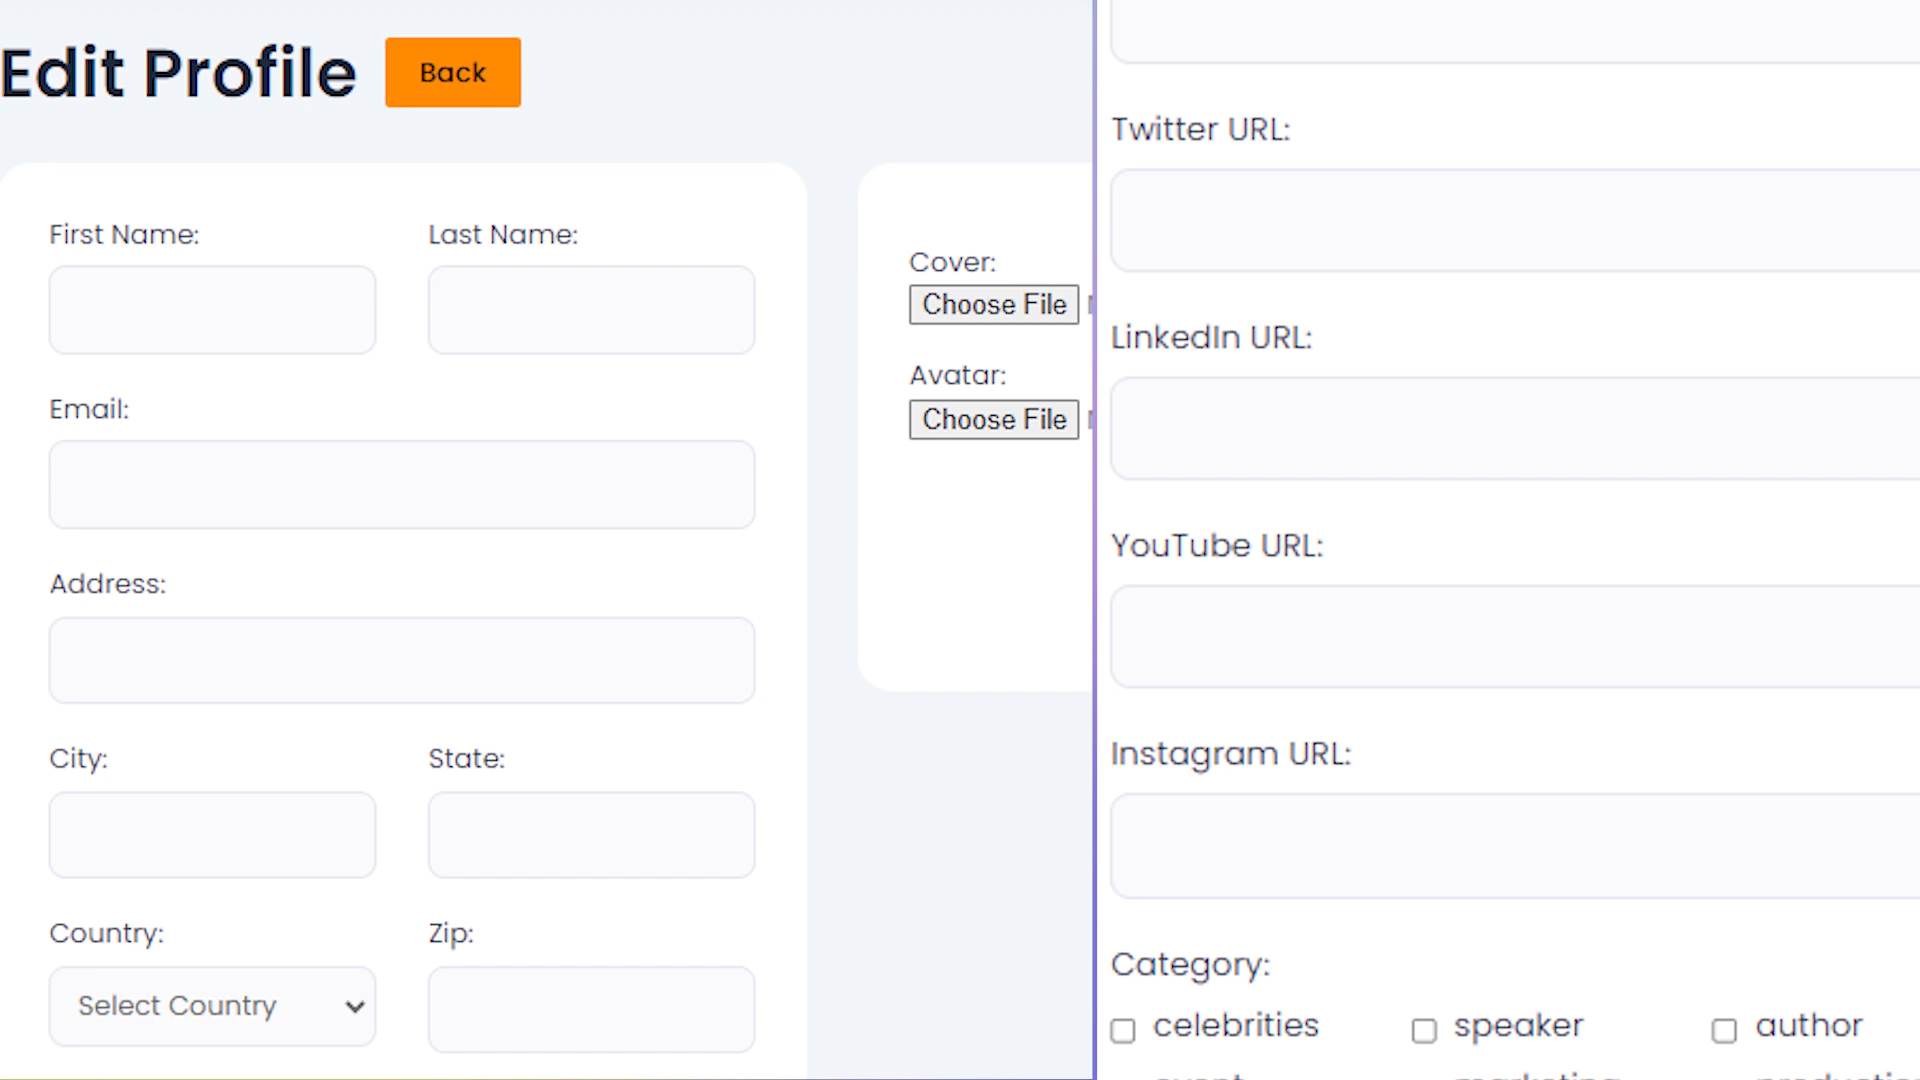 Edit Profile
Back
First Name:
Last Name:
Email:
Address:
City:
State:
Country:
Zip:
Select Country
Cover:
Choose File
Avatar:
Choose File
Twitter URL:
LinkedIn URL:
YouTube URL:
Instagram URL:
Category:
celebrities
speaker
author